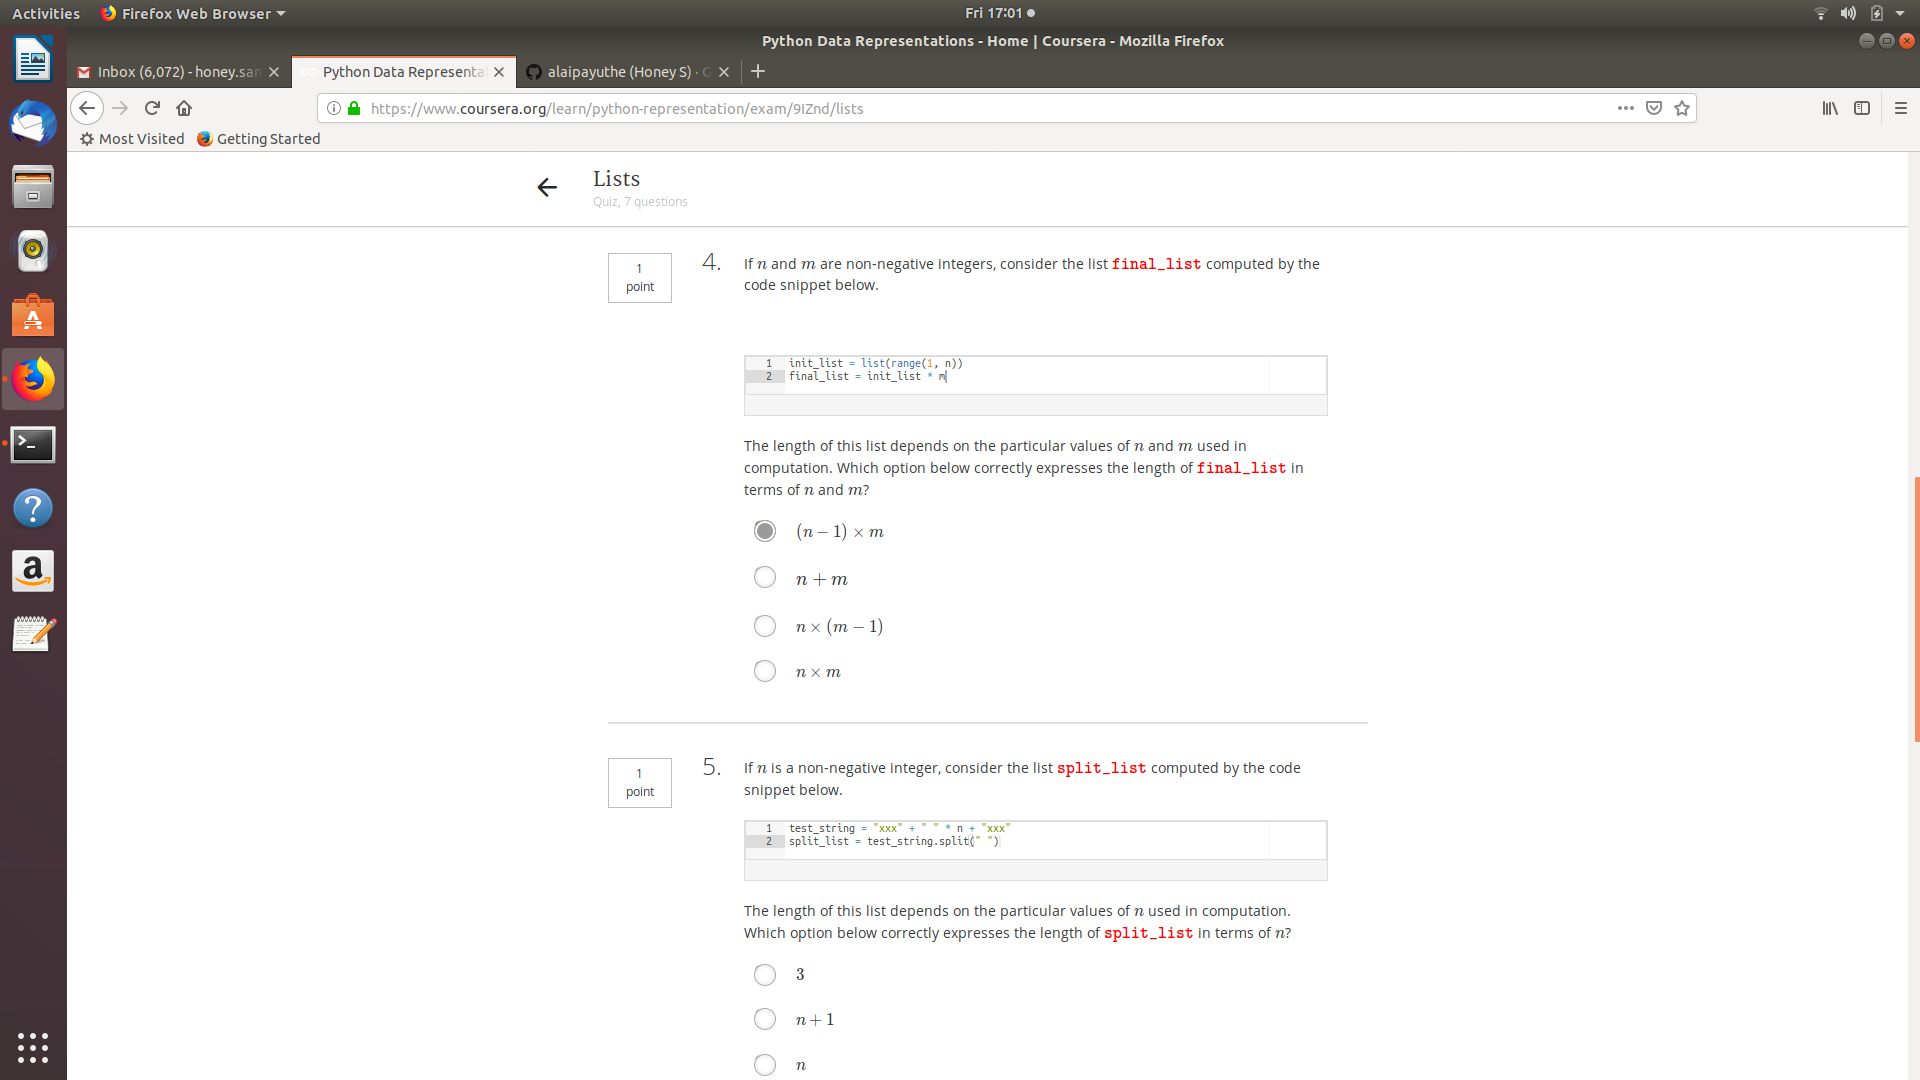 Activities Firefox Web Browser Fri 17:01
Python Data Representations - Home | Coursera - Mozilla Firefox
Inbox (6,072) - honey.san Python Data Representa alaipayuthe (Honey S) · G
https://www.coursera.org/learn/python-representation/exam/9IZnd/lists
Most Visited Getting Started
Lists
Quiz, 7 questions
1
point
4.
If n and m are non-negative integers, consider the list final_list computed by the
code snippet below.
1 init_list = list(range(1, n))
2 final_list = init_list * m
The length of this list depends on the particular values of n and m used in
computation. Which option below correctly expresses the length of final_list in
terms of n and m?
(n − 1) × m
n + m
n × (m − 1)
n × m
1
point
5.
If n is a non-negative integer, consider the list split_list computed by the code
snippet below.
1 test_string = "xxx" + " " * n + "xxx"
2 split_list = test_string.split(" ")
The length of this list depends on the particular values of n used in computation.
Which option below correctly expresses the length of split_list in terms of n?
3
n + 1
n